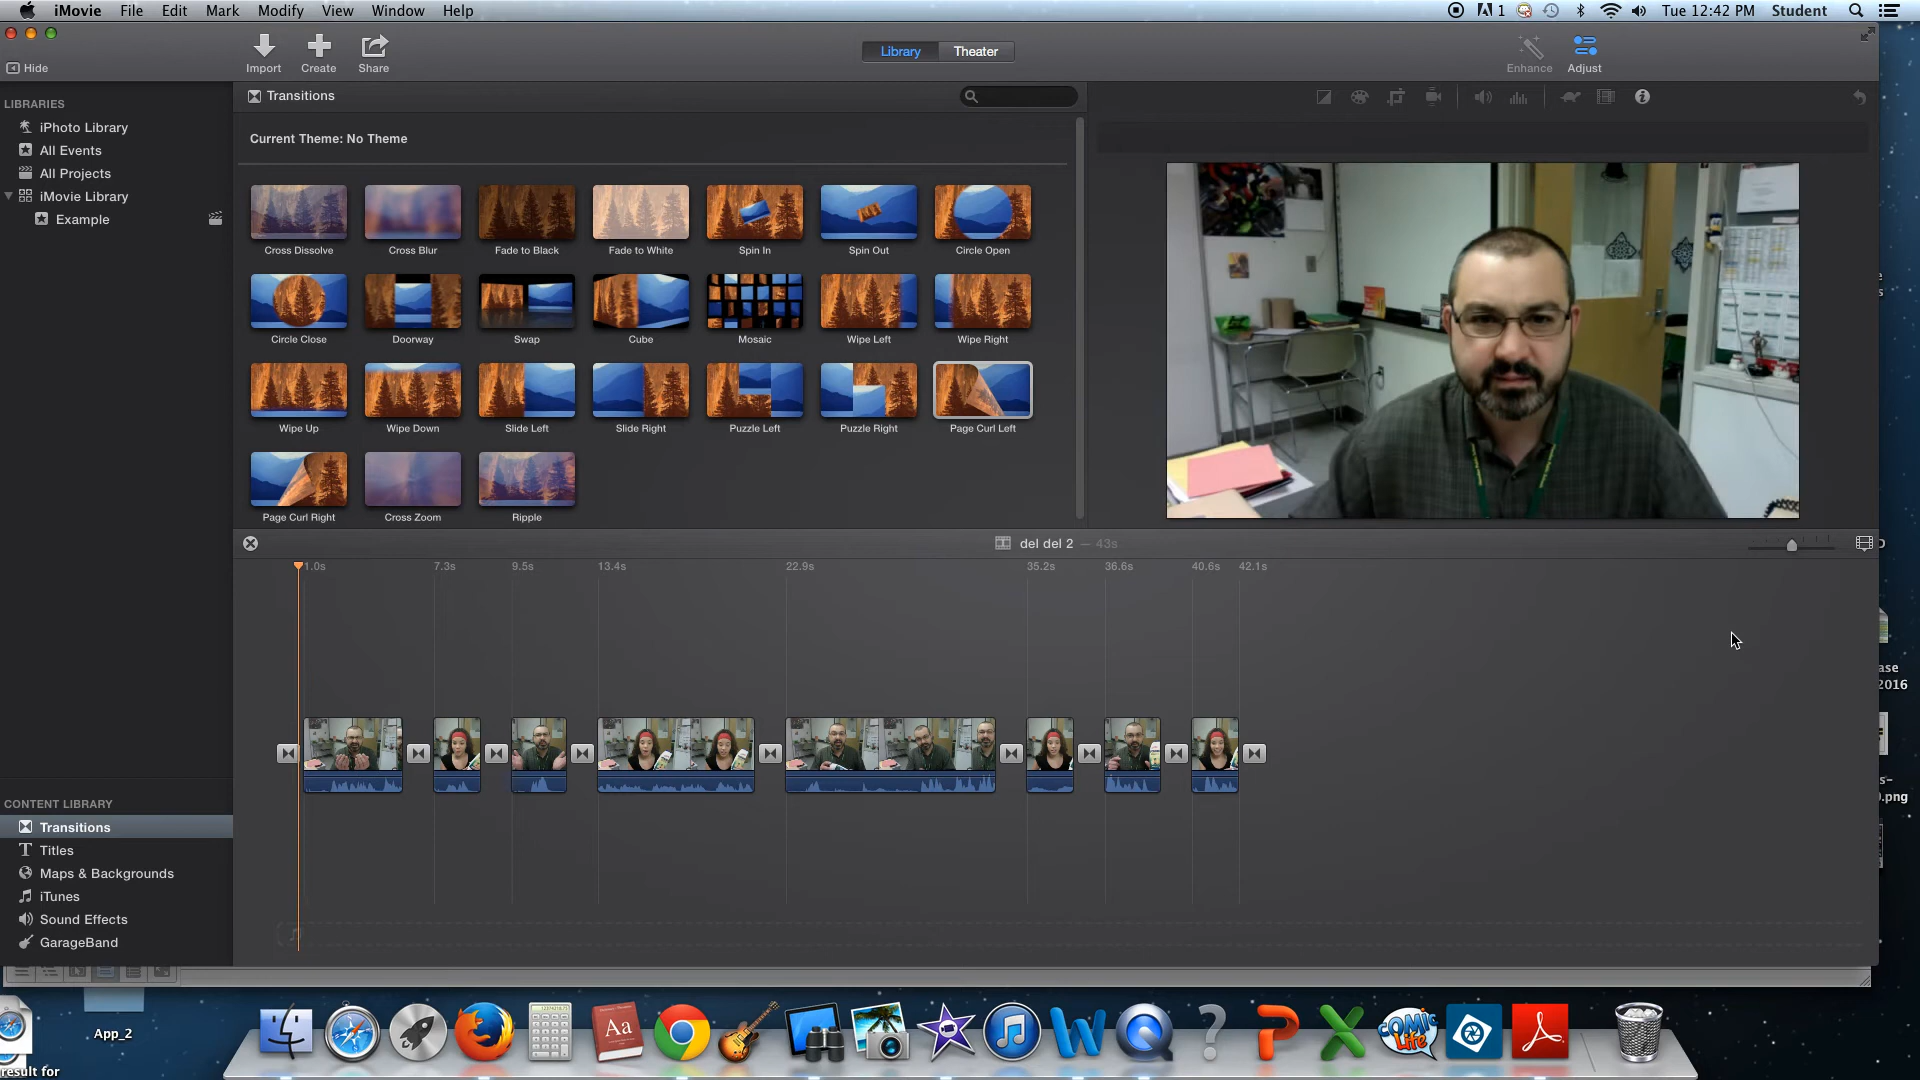 iMovie File Edit Mark Modify View Window Help
1 Tue 12:42 PM Student
Hide
Import Create Share
Library Theater
Enhance Adjust
LIBRARIES
iPhoto Library
All Events
All Projects
iMovie Library
Example
Transitions
Current Theme: No Theme
Cross Dissolve Cross Blur Fade to Black Fade to White Spin In Spin Out Circle Open
Circle Close Doorway Swap Cube Mosaic Wipe Left Wipe Right
Wipe Up Wipe Down Slide Left Slide Right Puzzle Left Puzzle Right Page Curl Left
Page Curl Right Cross Zoom Ripple
del del 2 — 43s
1.0s 7.3s 9.5s 13.4s 22.9s 35.2s 36.6s 40.6s 42.1s
ase
2016
CONTENT LIBRARY
Transitions
Titles
Maps & Backgrounds
iTunes
Sound Effects
GarageBand
.png
App_2
result for
Aa
COMIC
Life